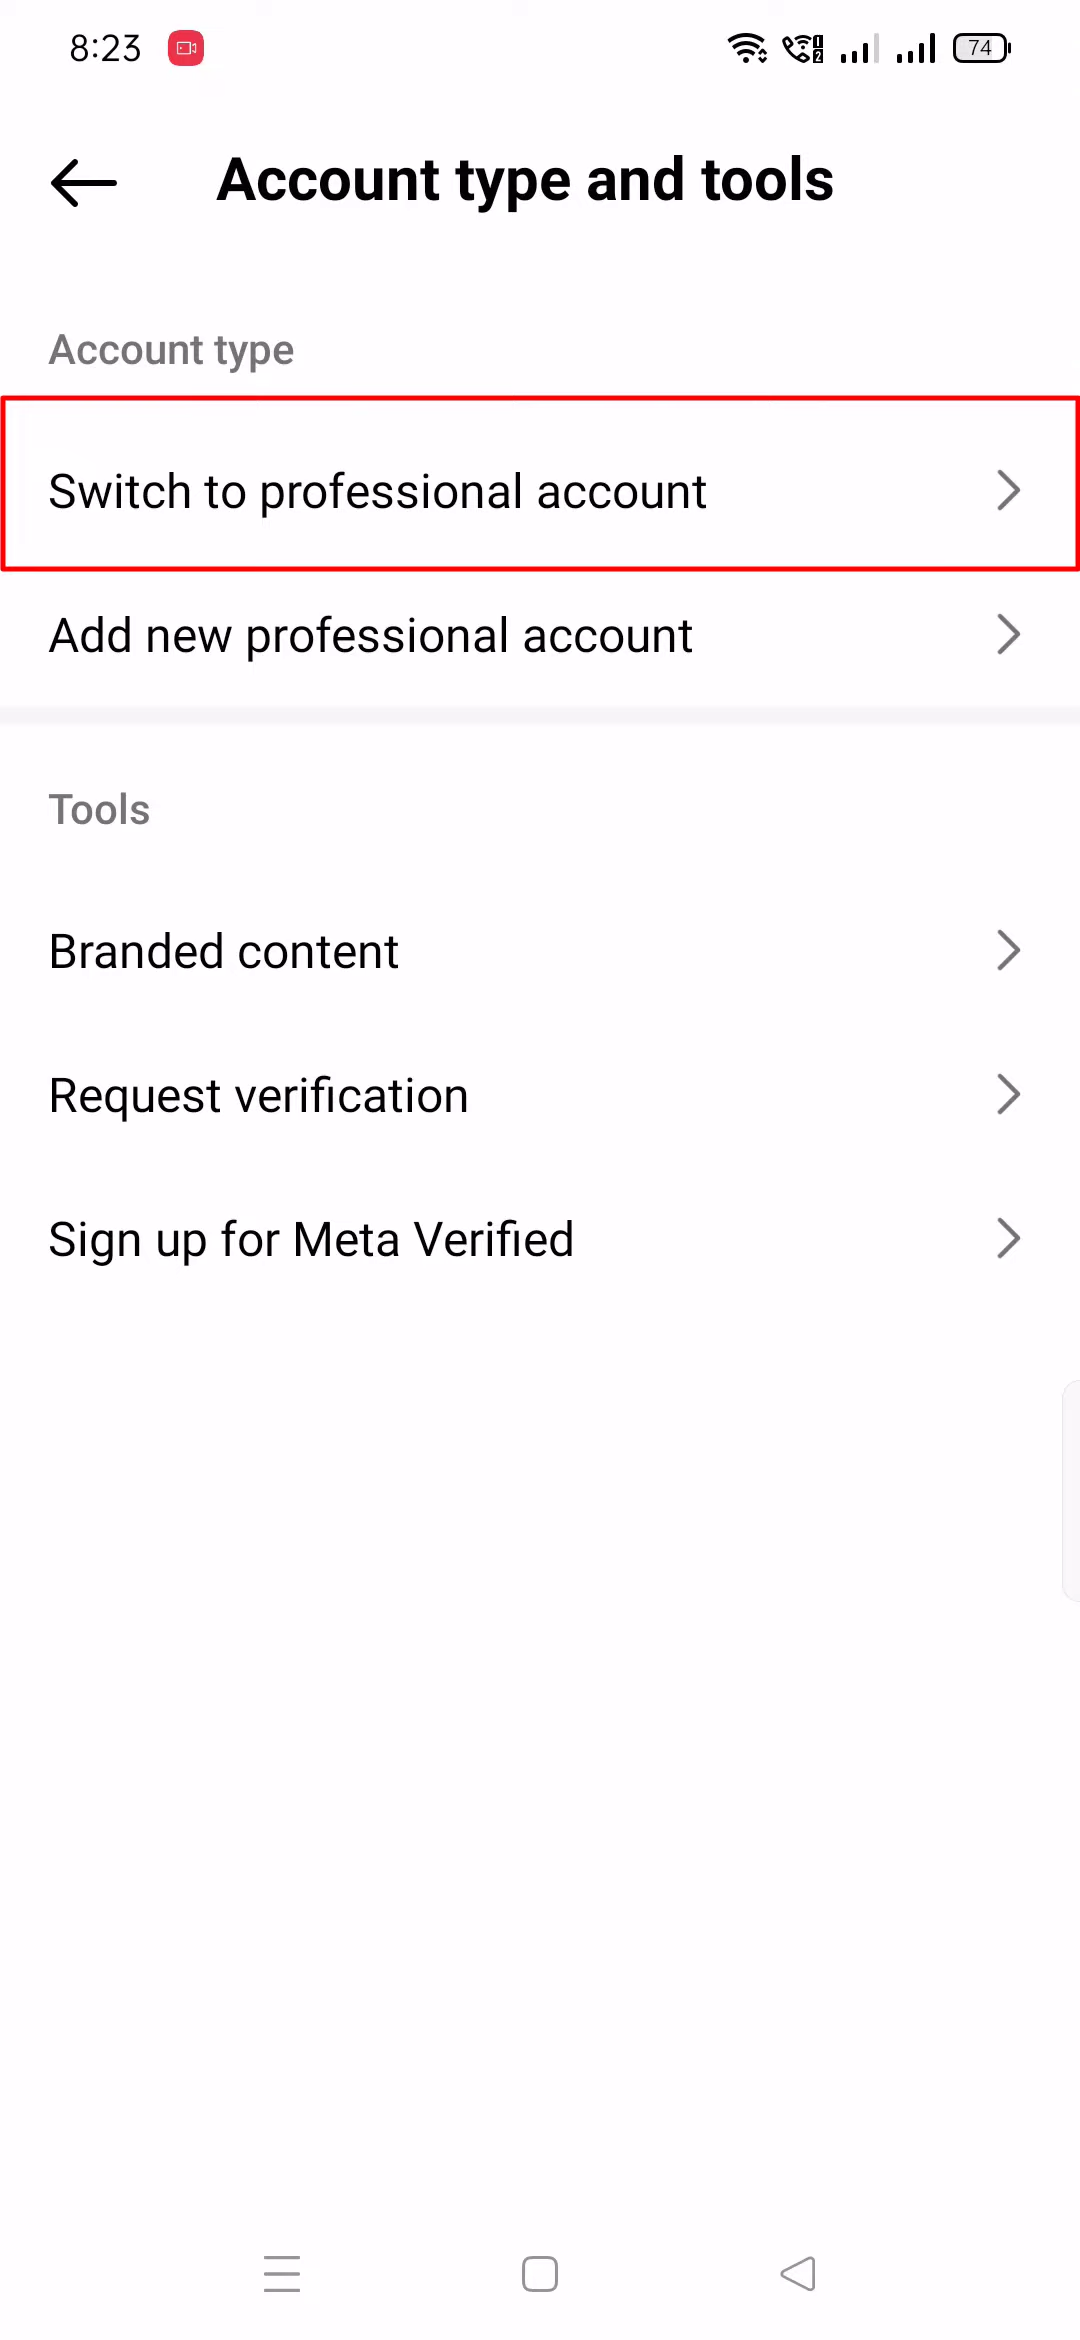 8:23
74
Account type and tools
Account type
Switch to professional account
Add new professional account
Tools
Branded content
Request verification
Sign up for Meta Verified